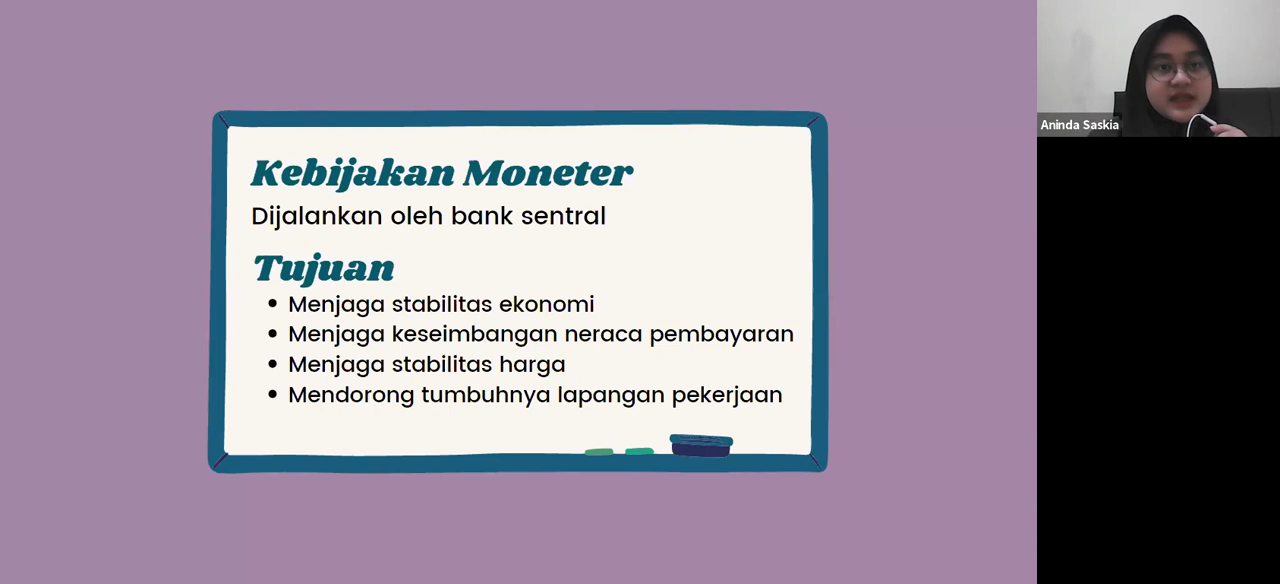 Kebijakan Moneter
Dijalankan oleh bank sentral
Tujuan
• Menjaga stabilitas ekonomi
• Menjaga keseimbangan neraca pembayaran
• Menjaga stabilitas harga
• Mendorong tumbuhnya lapangan pekerjaan
Aninda Saskia